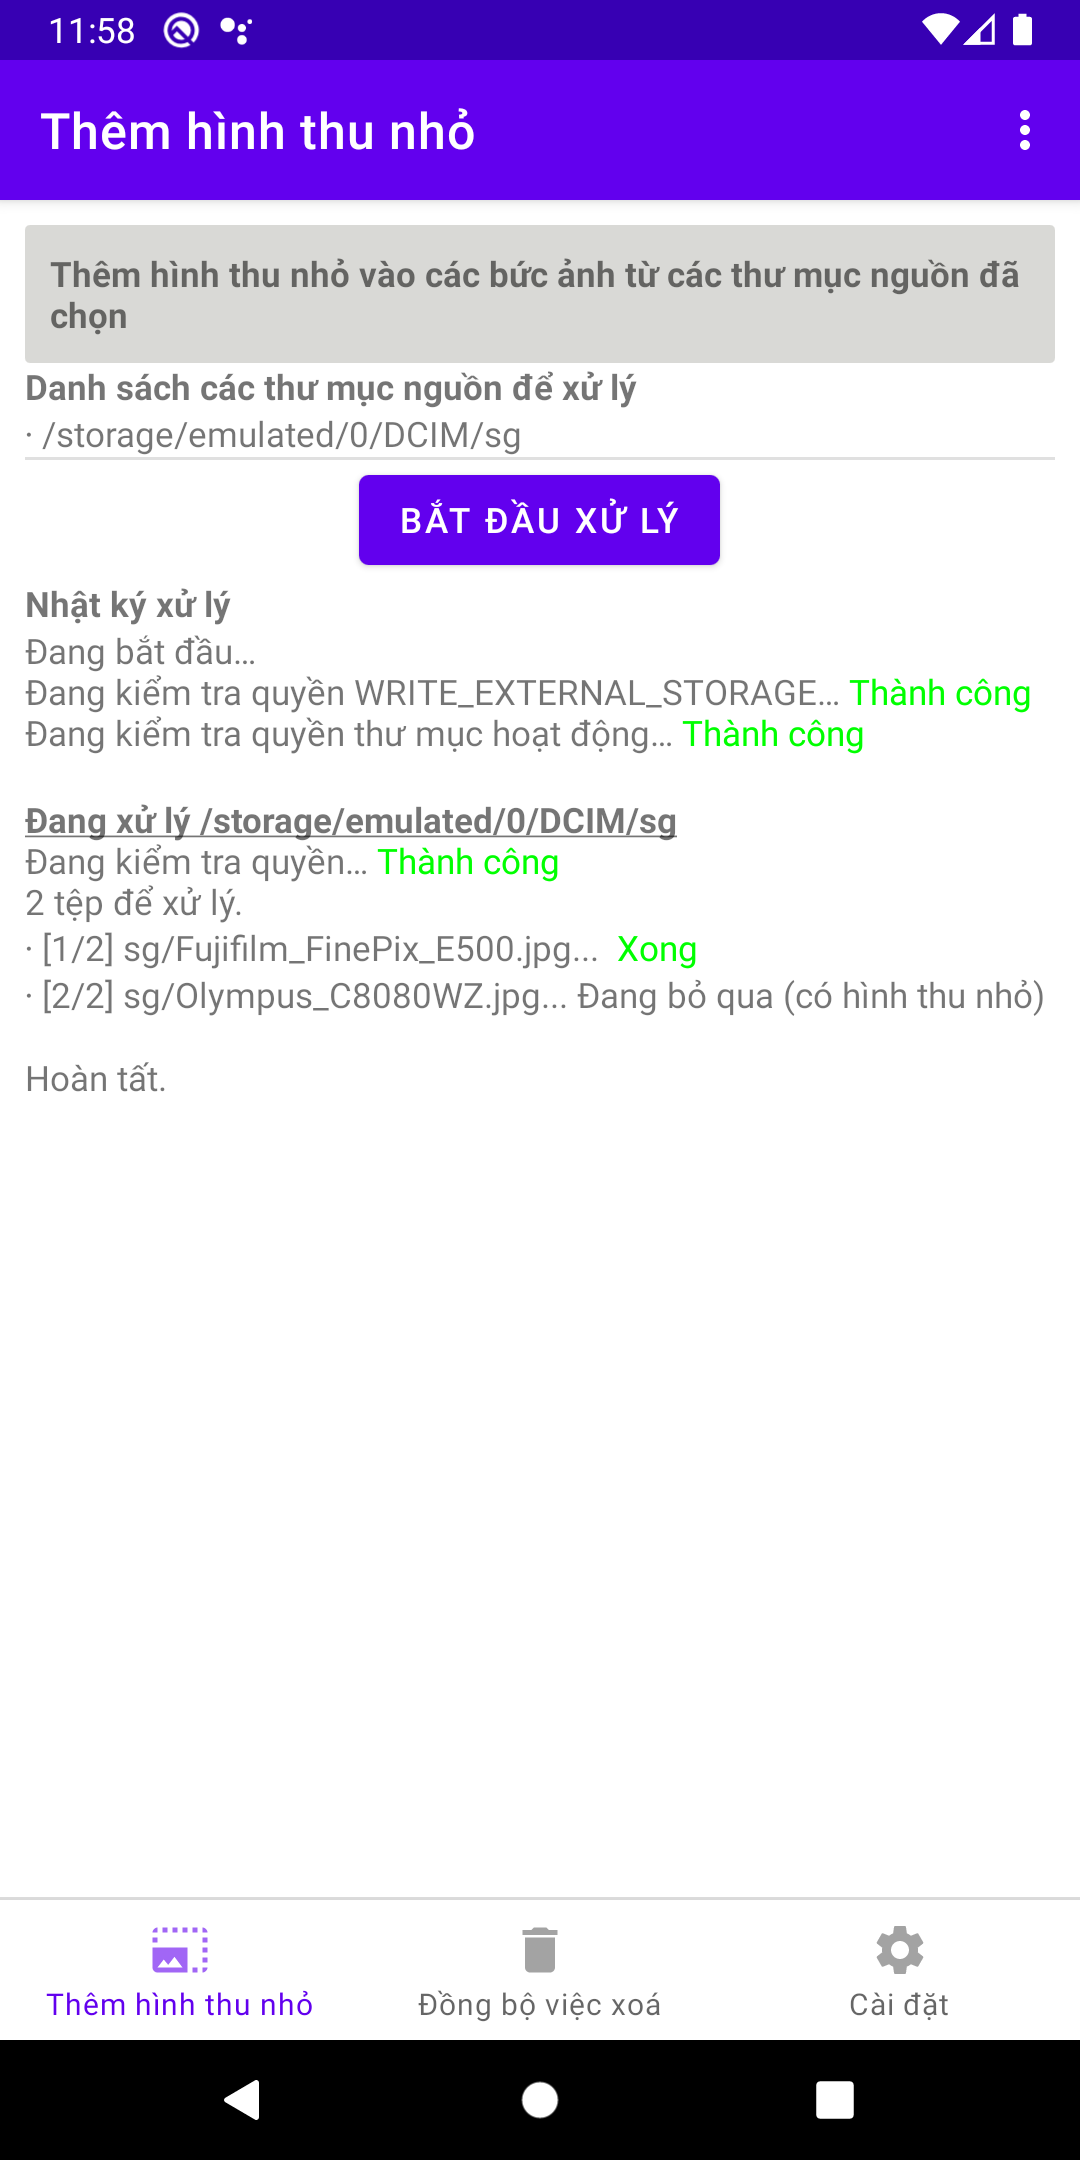 11:58
Thêm hình thu nhỏ
Thêm hình thu nhỏ vào các bức ảnh từ các thư mục nguồn đã
chọn
Danh sách các thư mục nguồn để xử lý
· /storage/emulated/0/DCIM/sg
BẮT ĐẦU XỬ LÝ
Nhật ký xử lý
Đang bắt đầu…
Đang kiểm tra quyền WRITE_EXTERNAL_STORAGE… Thành công
Đang kiểm tra quyền thư mục hoạt động… Thành công
Đang xử lý /storage/emulated/0/DCIM/sg
Đang kiểm tra quyền… Thành công
2 tệp để xử lý.
· [1/2] sg/Fujifilm_FinePix_E500.jpg... Xong
· [2/2] sg/Olympus_C8080WZ.jpg... Đang bỏ qua (có hình thu nhỏ)
Hoàn tất.
Thêm hình thu nhỏ
Đồng bộ việc xoá
Cài đặt